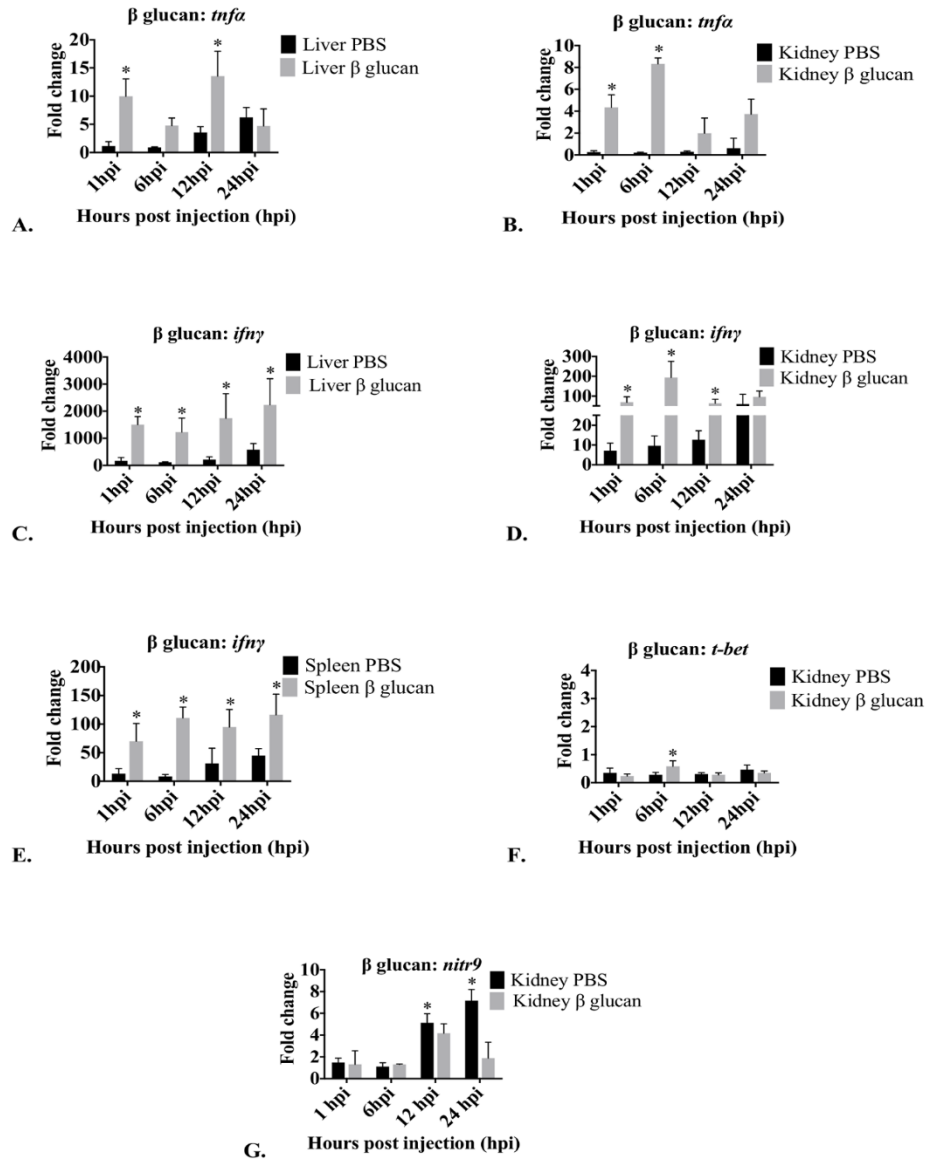 β glucan: tnfα
Liver PBS
Liver β glucan
Fold change
20
15
10
5
0
*
*
1hpi
6hpi
12hpi
24hpi
Hours post injection (hpi)
A.
β glucan: tnfα
Kidney PBS
Kidney β glucan
Fold change
10
8
6
4
2
0
*
*
1hpi
6hpi
12hpi
24hpi
Hours post injection (hpi)
B.
β glucan: ifnγ
Liver PBS
Liver β glucan
Fold change
4000
3000
2000
1000
0
*
*
*
*
1hpi
6hpi
12hpi
24hpi
Hours post injection (hpi)
C.
β glucan: ifnγ
Kidney PBS
Kidney β glucan
Fold change
300
200
100
20
10
0
*
*
*
1hpi
6hpi
12hpi
24hpi
Hours post injection (hpi)
D.
β glucan: ifnγ
Spleen PBS
Spleen β glucan
Fold change
200
150
100
50
0
*
*
*
*
1hpi
6hpi
12hpi
24hpi
Hours post injection (hpi)
E.
β glucan: t-bet
Kidney PBS
Kidney β glucan
Fold change
4
3
2
1
0
*
1hpi
6hpi
12hpi
24hpi
Hours post injection (hpi)
F.
β glucan: nitr9
Kidney PBS
Kidney β glucan
Fold change
10
8
6
4
2
0
*
*
1 hpi
6hpi
12 hpi
24 hpi
Hours post injection (hpi)
G.